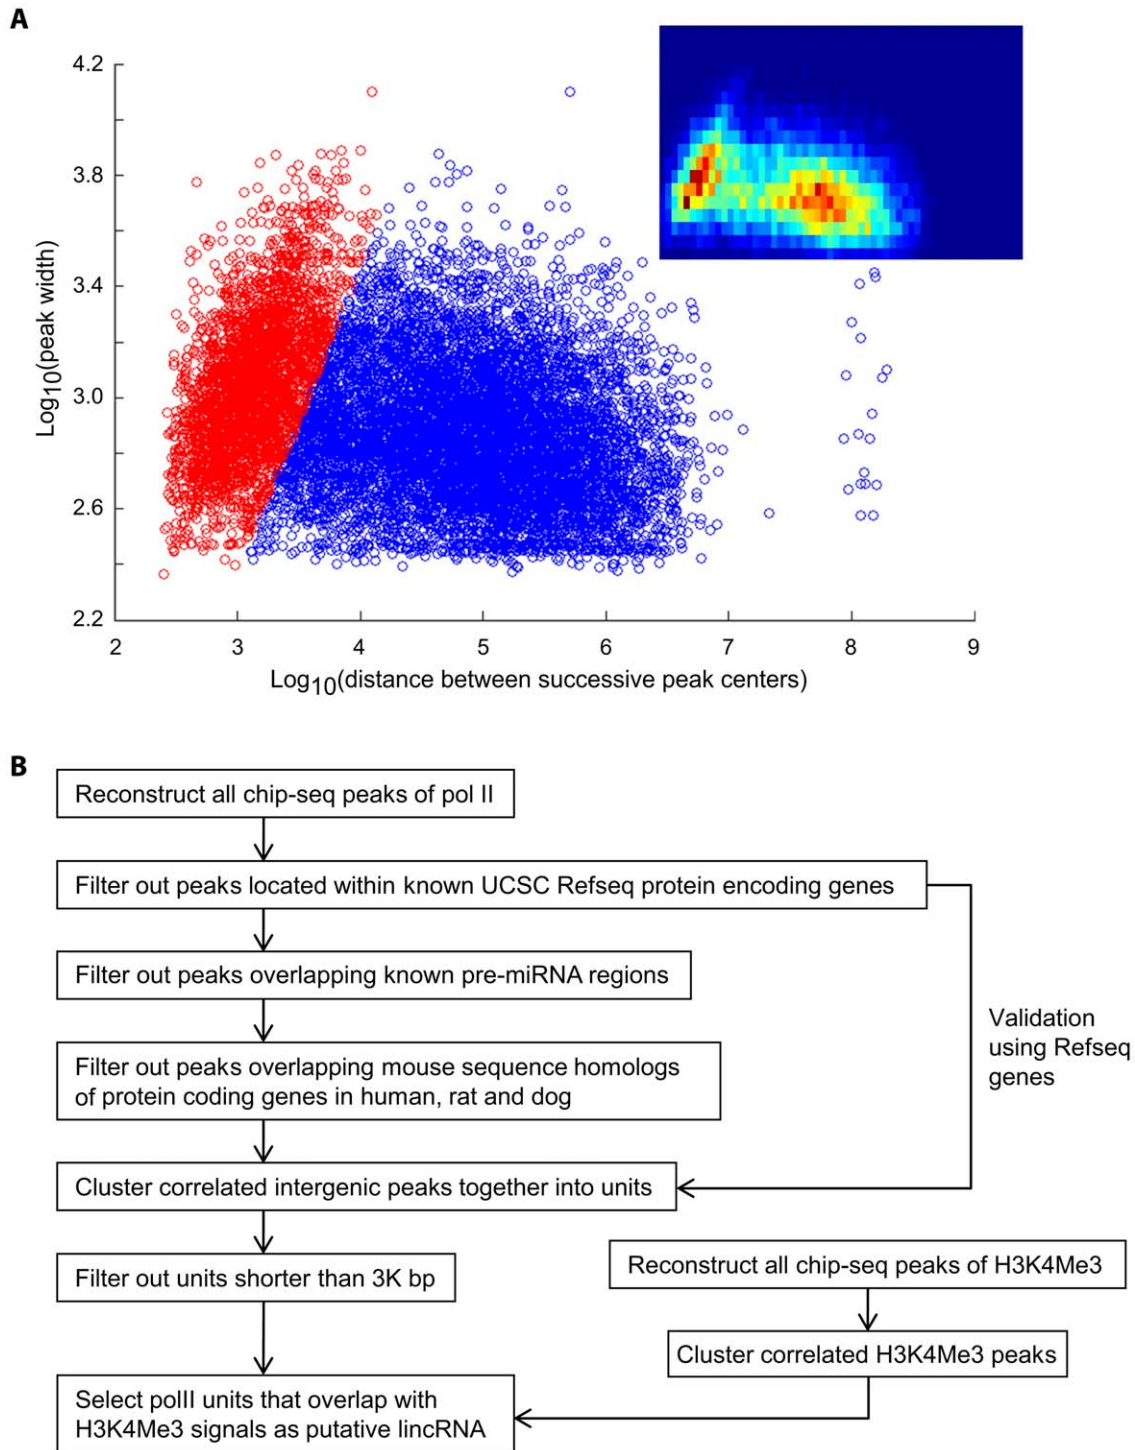 A
4.2
3.8
3.4
3.0
2.6
2.2
Log10(peak width)
2 3 4 5 6 7 8 9
Log10(distance between successive peak centers)
B
Reconstruct all chip-seq peaks of pol II
Filter out peaks located within known UCSC Refseq protein encoding genes
Filter out peaks overlapping known pre-miRNA regions
Validation
using Refseq
genes
Filter out peaks overlapping mouse sequence homologs
of protein coding genes in human, rat and dog
Cluster correlated intergenic peaks together into units
Filter out units shorter than 3K bp
Reconstruct all chip-seq peaks of H3K4Me3
Cluster correlated H3K4Me3 peaks
Select polII units that overlap with
H3K4Me3 signals as putative lincRNA